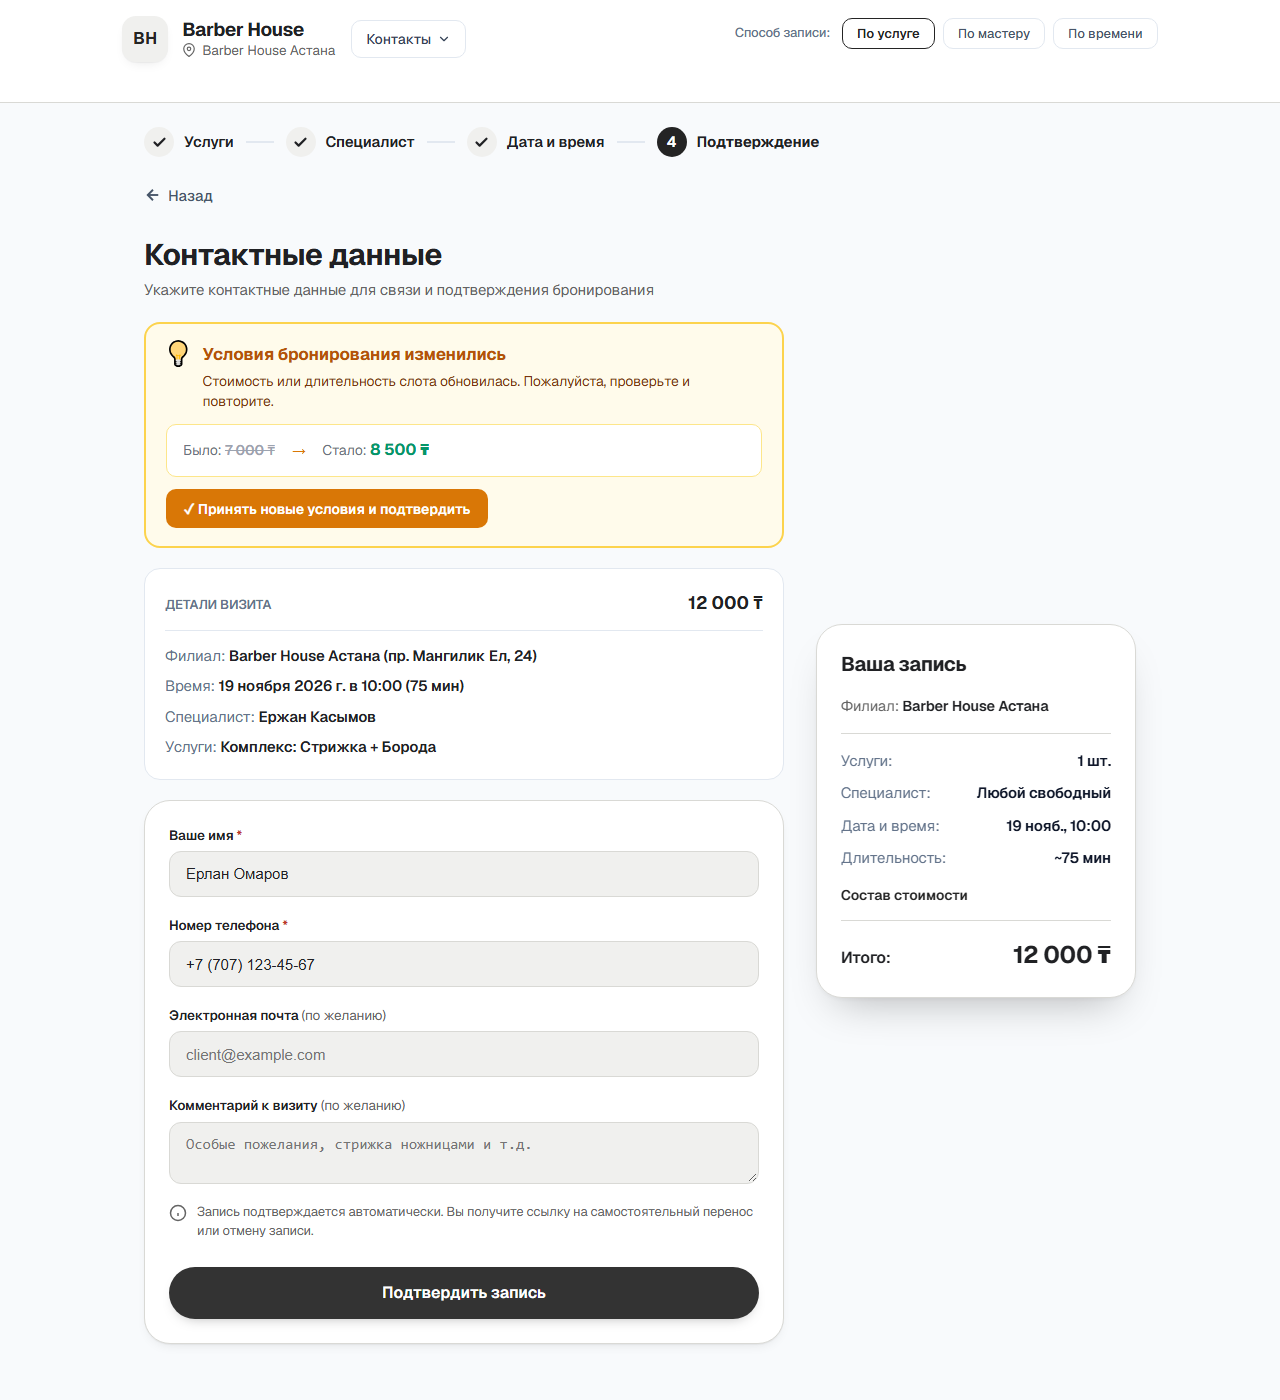 BH
Barber House
Barber House Астана
Контакты
Способ записи:
По услуге
По мастеру
По времени
Услуги
Специалист
Дата и время
4
Подтверждение
Назад
Контактные данные
Укажите контактные данные для связи и подтверждения бронирования
Условия бронирования изменились
Стоимость или длительность слота обновилась. Пожалуйста, проверьте и
повторите.
Было: 7 000 ₸ → Стало: 8 500 ₸
✓ Принять новые условия и подтвердить
ДЕТАЛИ ВИЗИТА
12 000 ₸
Филиал: Barber House Астана (пр. Мангилик Ел, 24)
Время: 19 ноября 2026 г. в 10:00 (75 мин)
Специалист: Ержан Касымов
Услуги: Комплекс: Стрижка + Борода
Ваше имя *
Ерлан Омаров
Номер телефона *
+7 (707) 123-45-67
Электронная почта (по желанию)
client@example.com
Комментарий к визиту (по желанию)
Особые пожелания, стрижка ножницами и т.д.
Запись подтверждается автоматически. Вы получите ссылку на самостоятельный перенос
или отмену записи.
Подтвердить запись
Ваша запись
Филиал: Barber House Астана
Услуги: 1 шт.
Специалист: Любой свободный
Дата и время: 19 нояб., 10:00
Длительность: ~75 мин
Состав стоимости
Итого: 12 000 ₸